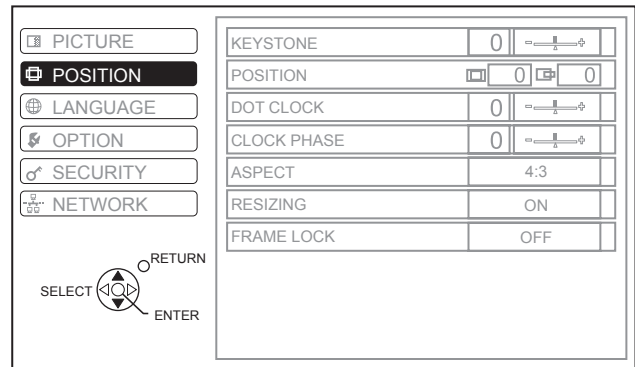 PICTURE
POSITION
LANGUAGE
OPTION
SECURITY
NETWORK
RETURN
SELECT
ENTER
KEYSTONE 0 - +
POSITION 0 0
DOT CLOCK 0 - +
CLOCK PHASE 0 - +
ASPECT 4:3
RESIZING ON
FRAME LOCK OFF